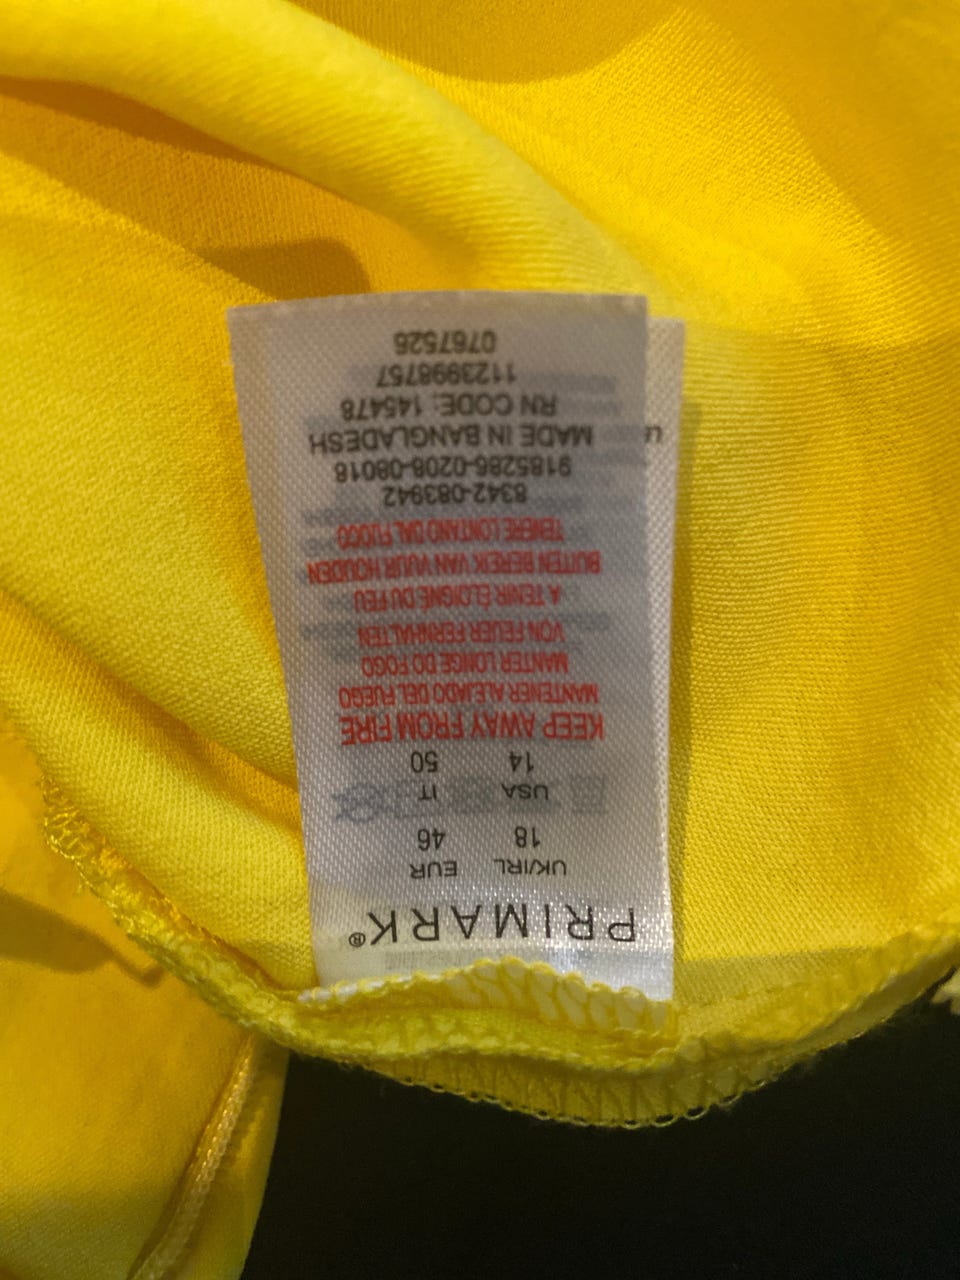 PRIMARK®
UK/IRL EUR
18 46
USA IT
14 50
KEEP AWAY FROM FIRE
MANTENER ALEJADO DEL FUEGO
MANTER LONGE DO FOGO
VON FEUER FERNHALTEN
A TENIR ÉLOIGNÉ DU FEU
BUITEN BEREIK VAN VUUR HOUDEN
TENERE LONTANO DAL FUOCO
8342-083942
9185286-0208-08018
MADE IN BANGLADESH
RN CODE: 145478
1123998757
0767526